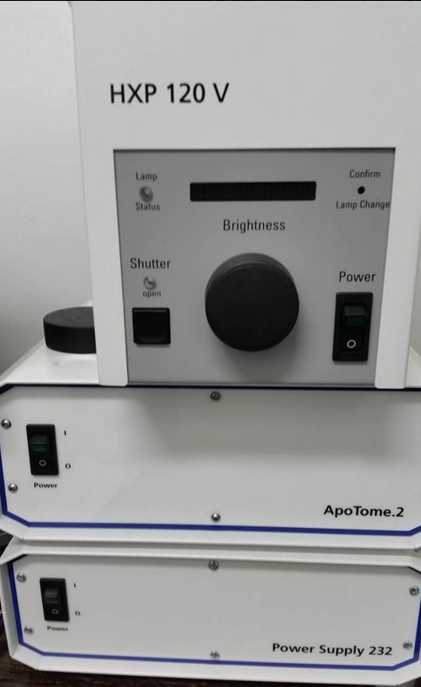 HXP 120 V
Lamp
Status
Confirm
Lamp Change
Brightness
Shutter
open
Power
O
I
O
Power
ApoTome.2
I
O
Power
Power Supply 232